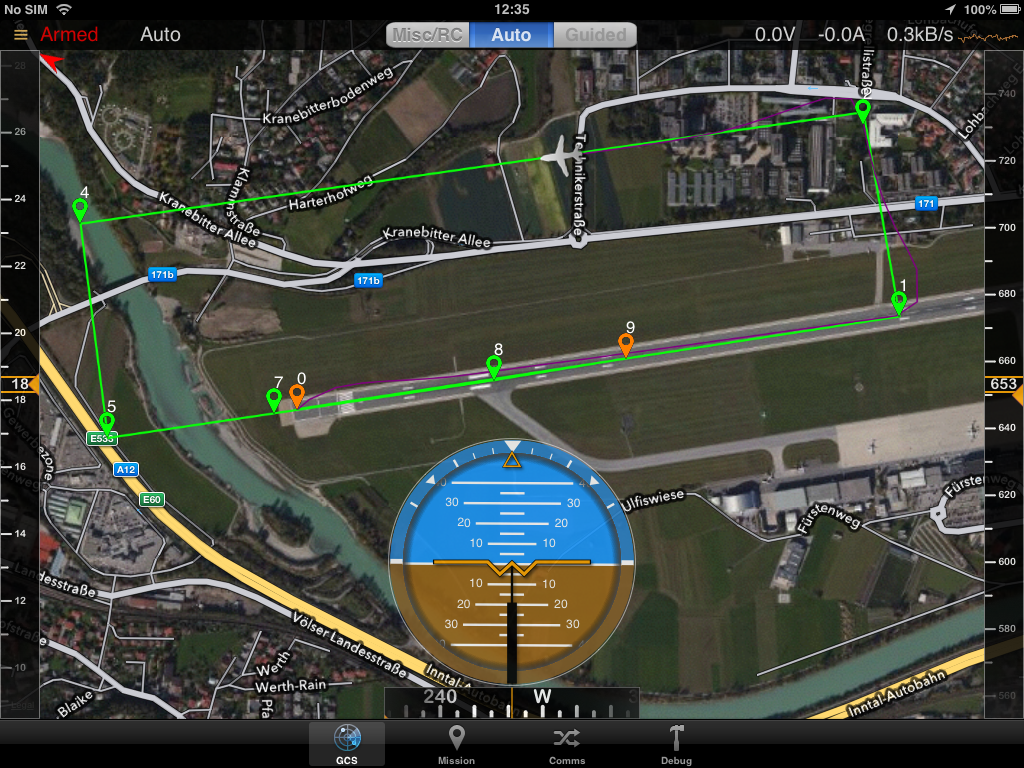 No SIM 12:35 100%
Armed Auto Misc/RC Auto Guided 0.0V -0.0A 0.3kB/s
28
26
24
22
20
18
18
16
14
12
10
740
720
700
680
660
653
640
620
600
580
560
Kranebitterbodenweg
Technikerstraße
Klammstraße
Harterhofweg
Kranebitter Allee
Kranebitter Allee
171
171b
171b
4
1
9
8
7
0
5
E533
A12
E60
Ulfiswiese
Fürstenweg
Fürstenweg
Völser Landesstraße
Werth
Werth-Rain
Blaike
Inntal-Autobahn
30 30
20 20
10 10
10 10
20 20
30 30
240 W
GCS Mission Comms Debug